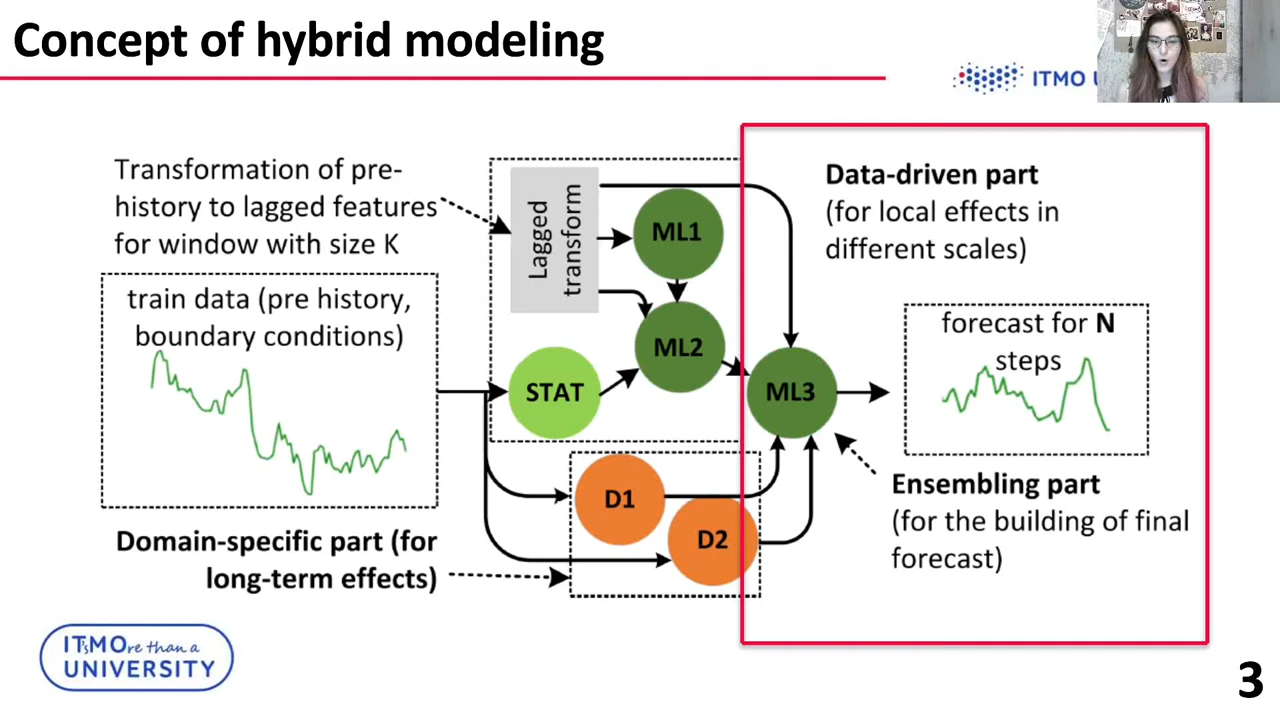 Concept of hybrid modeling
ITMO U
Transformation of pre-
history to lagged features
for window with size K
train data (pre history,
boundary conditions)
Domain-specific part (for
long-term effects)
Lagged
transform
ML1
ML2
STAT
ML3
D1
D2
Data-driven part
(for local effects in
different scales)
forecast for N
steps
Ensembling part
(for the building of final
forecast)
IT'sMOre than a
UNIVERSITY
3